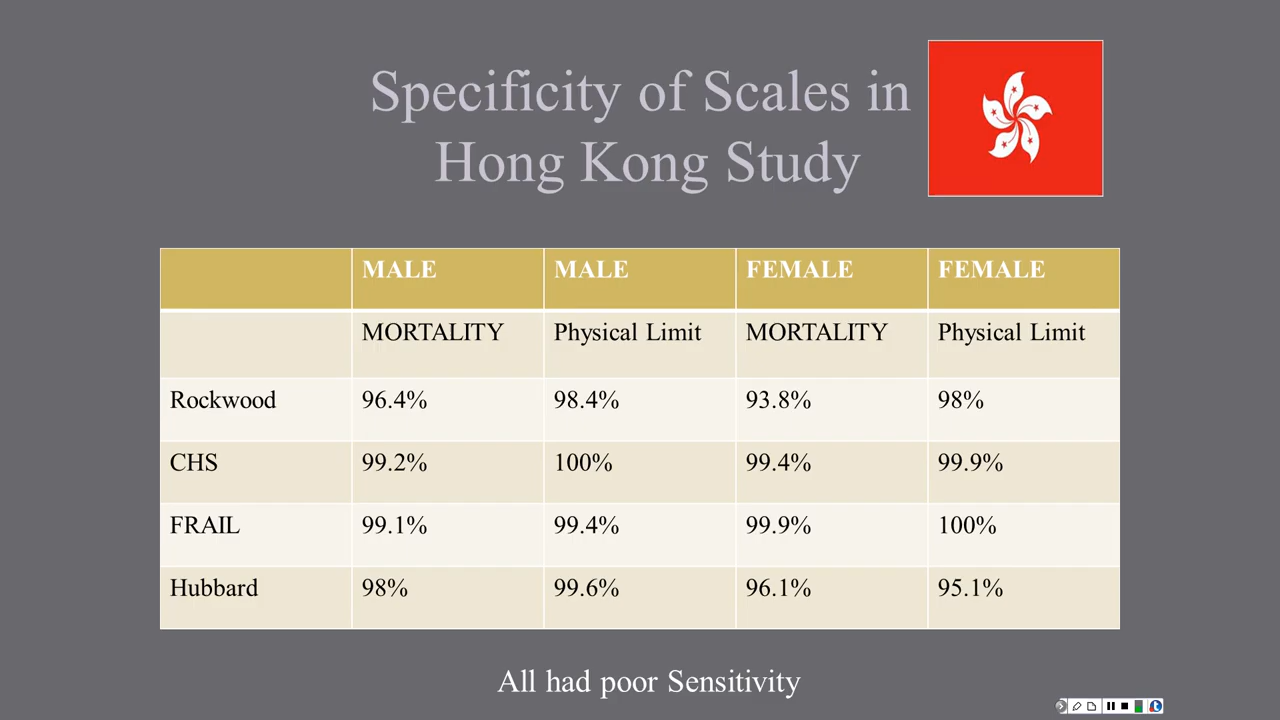 Specificity of Scales in
Hong Kong Study
MALE MALE FEMALE FEMALE
MORTALITY Physical Limit MORTALITY Physical Limit
Rockwood 96.4% 98.4% 93.8% 98%
CHS 99.2% 100% 99.4% 99.9%
FRAIL 99.1% 99.4% 99.9% 100%
Hubbard 98% 99.6% 96.1% 95.1%
All had poor Sensitivity